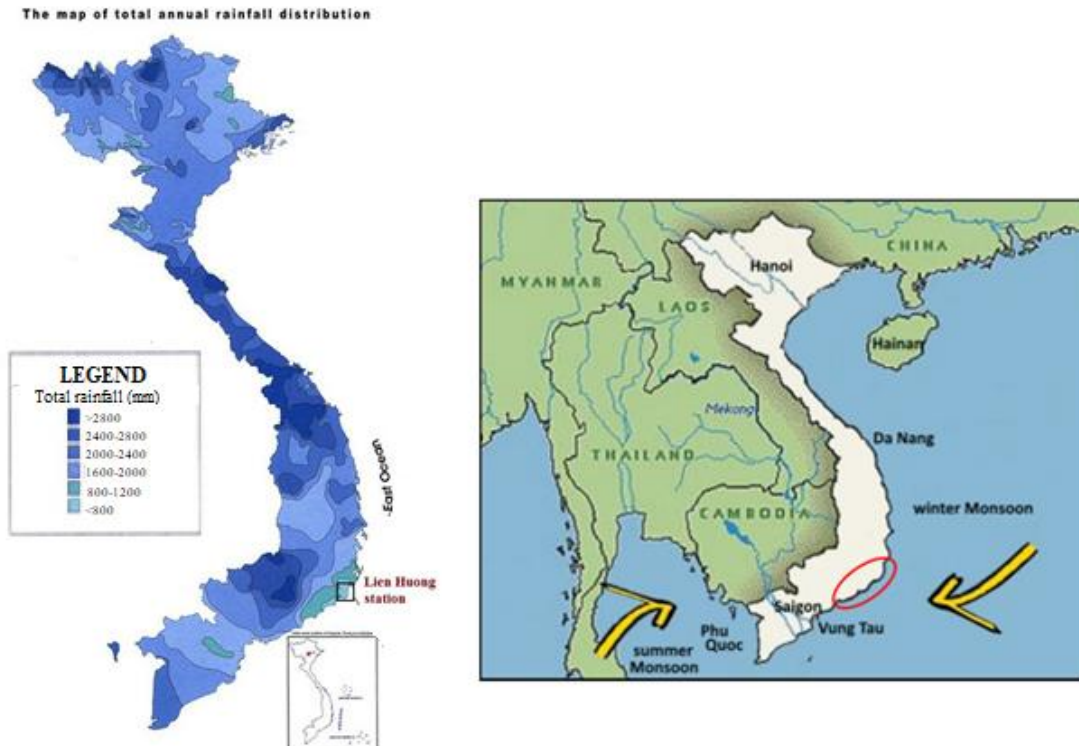 The map of total annual rainfall distribution
LEGEND
Total rainfall (mm)
>2800
2400-2800
2000-2400
1600-2000
800-1200
<800
East Ocean
Lien Huong
station
MYANMAR
CHINA
Hanoi
LAOS
Hainan
Mekong
THAILAND
Da Nang
CAMBODIA
winter Monsoon
Saigon
Vung Tau
Phu
Quoc
summer
Monsoon